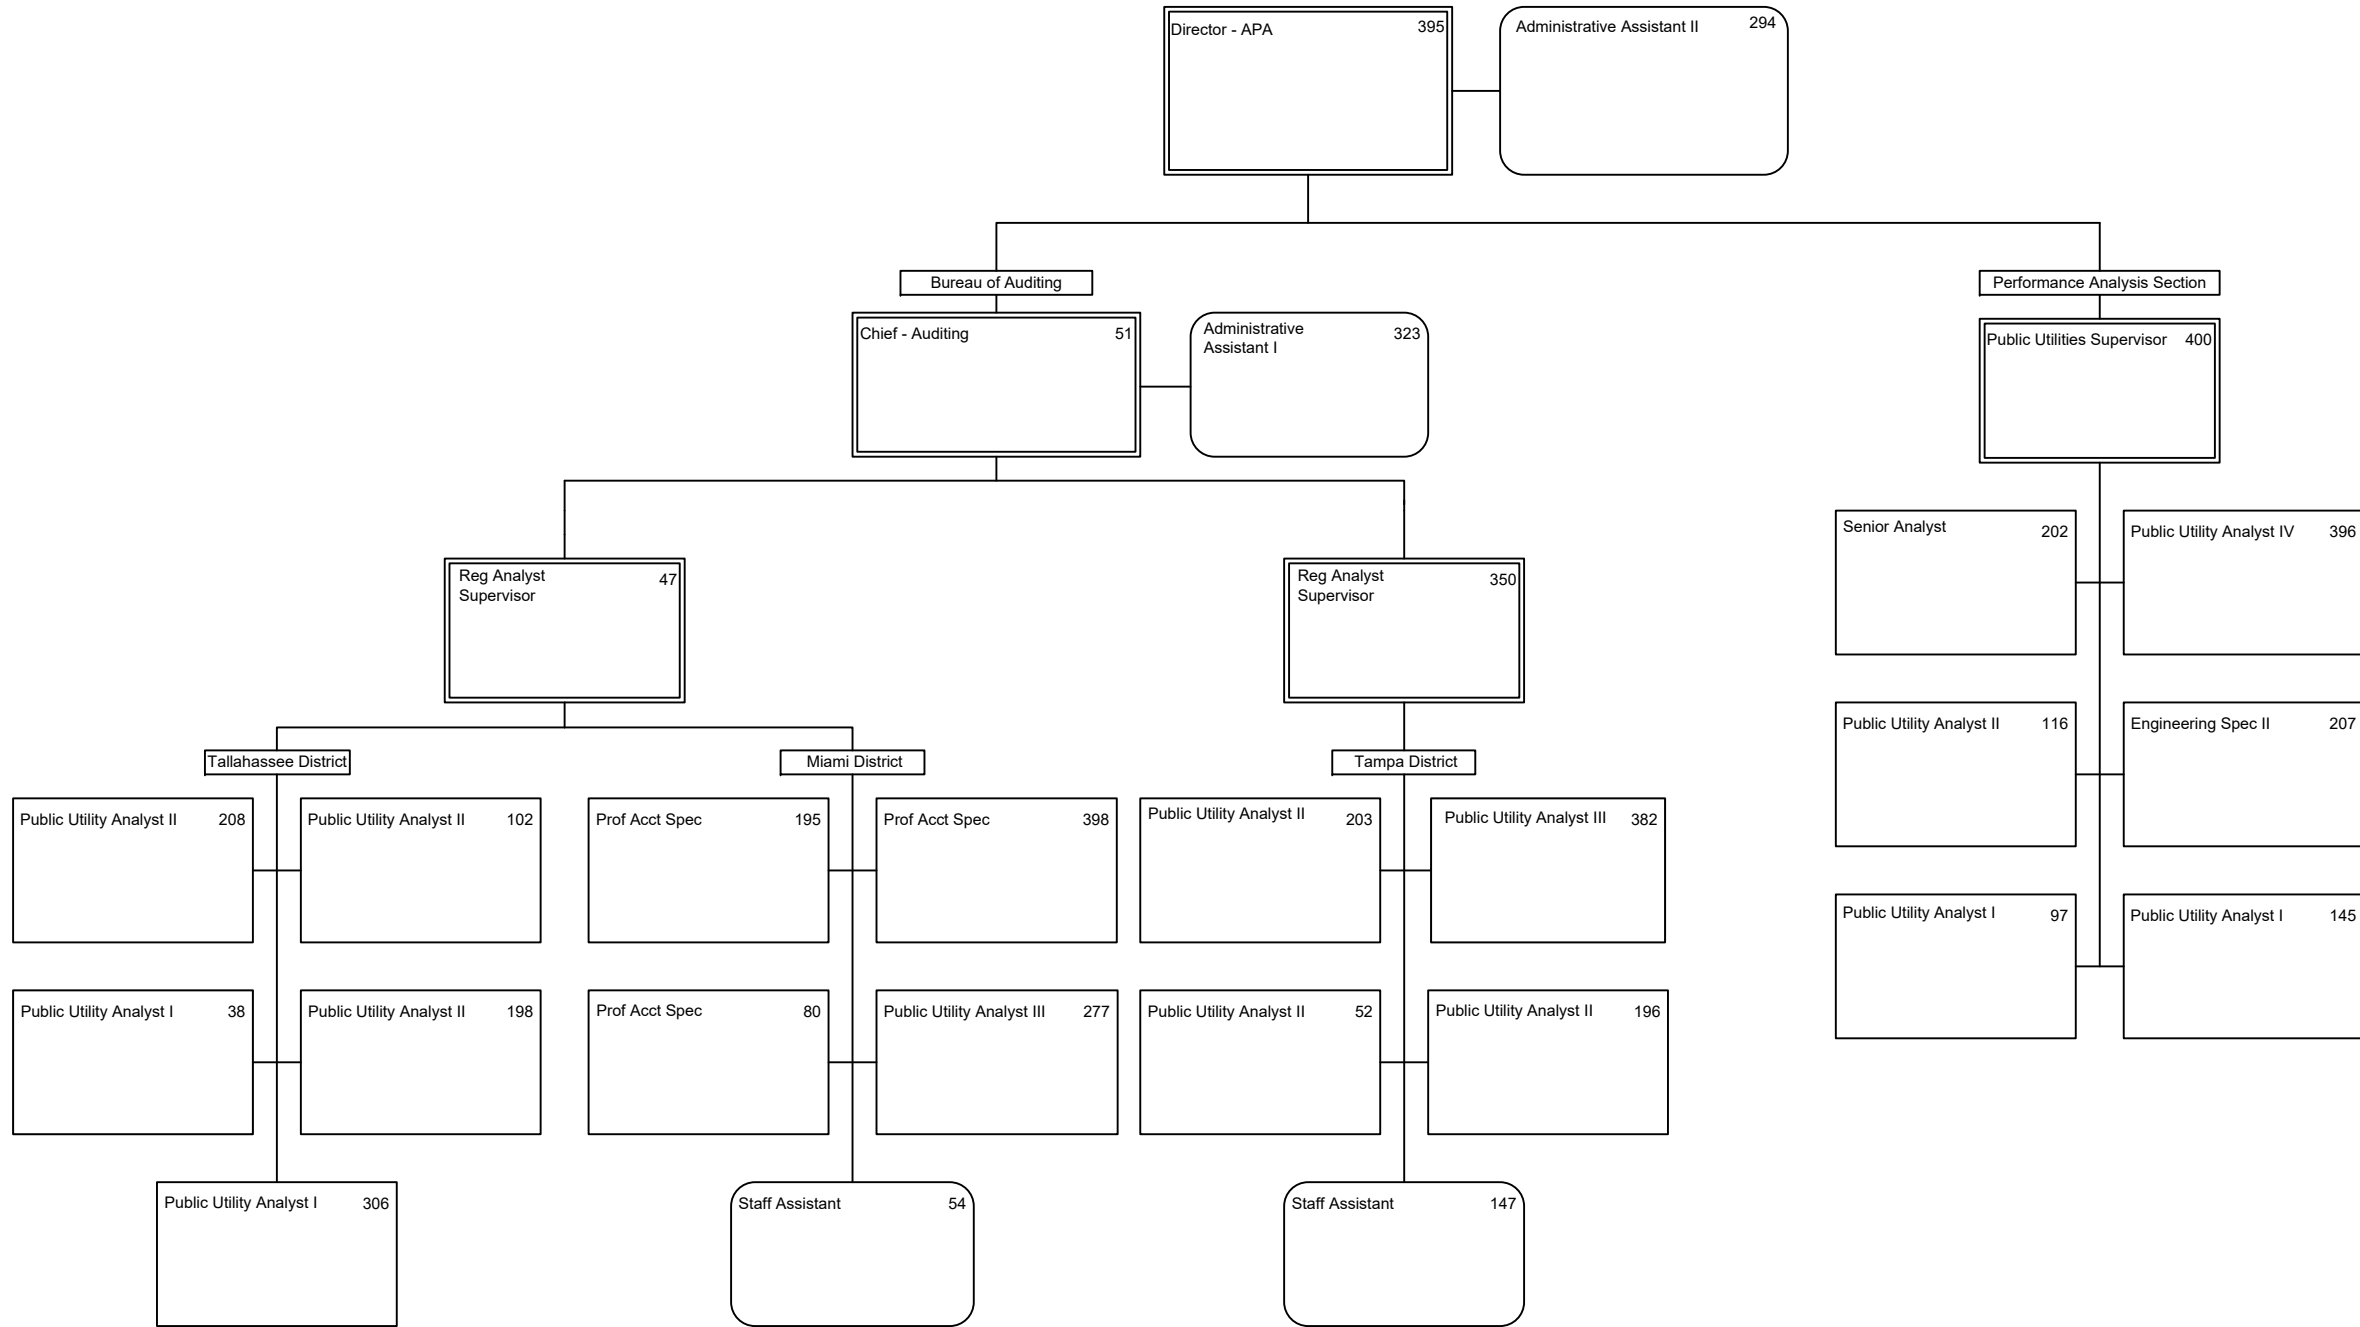 Director - APA 395
Administrative Assistant II 294
Bureau of Auditing
Performance Analysis Section
Chief - Auditing 51
Administrative
Assistant I 323
Public Utilities Supervisor 400
Reg Analyst
Supervisor 47
Reg Analyst
Supervisor 350
Senior Analyst 202
Public Utility Analyst IV 396
Public Utility Analyst II 116
Engineering Spec II 207
Public Utility Analyst I 97
Public Utility Analyst I 145
Tallahassee District
Miami District
Tampa District
Public Utility Analyst II 208
Public Utility Analyst II 102
Prof Acct Spec 195
Prof Acct Spec 398
Public Utility Analyst II 203
Public Utility Analyst III 382
Public Utility Analyst I 38
Public Utility Analyst II 198
Prof Acct Spec 80
Public Utility Analyst III 277
Public Utility Analyst II 52
Public Utility Analyst II 196
Public Utility Analyst I 306
Staff Assistant 54
Staff Assistant 147